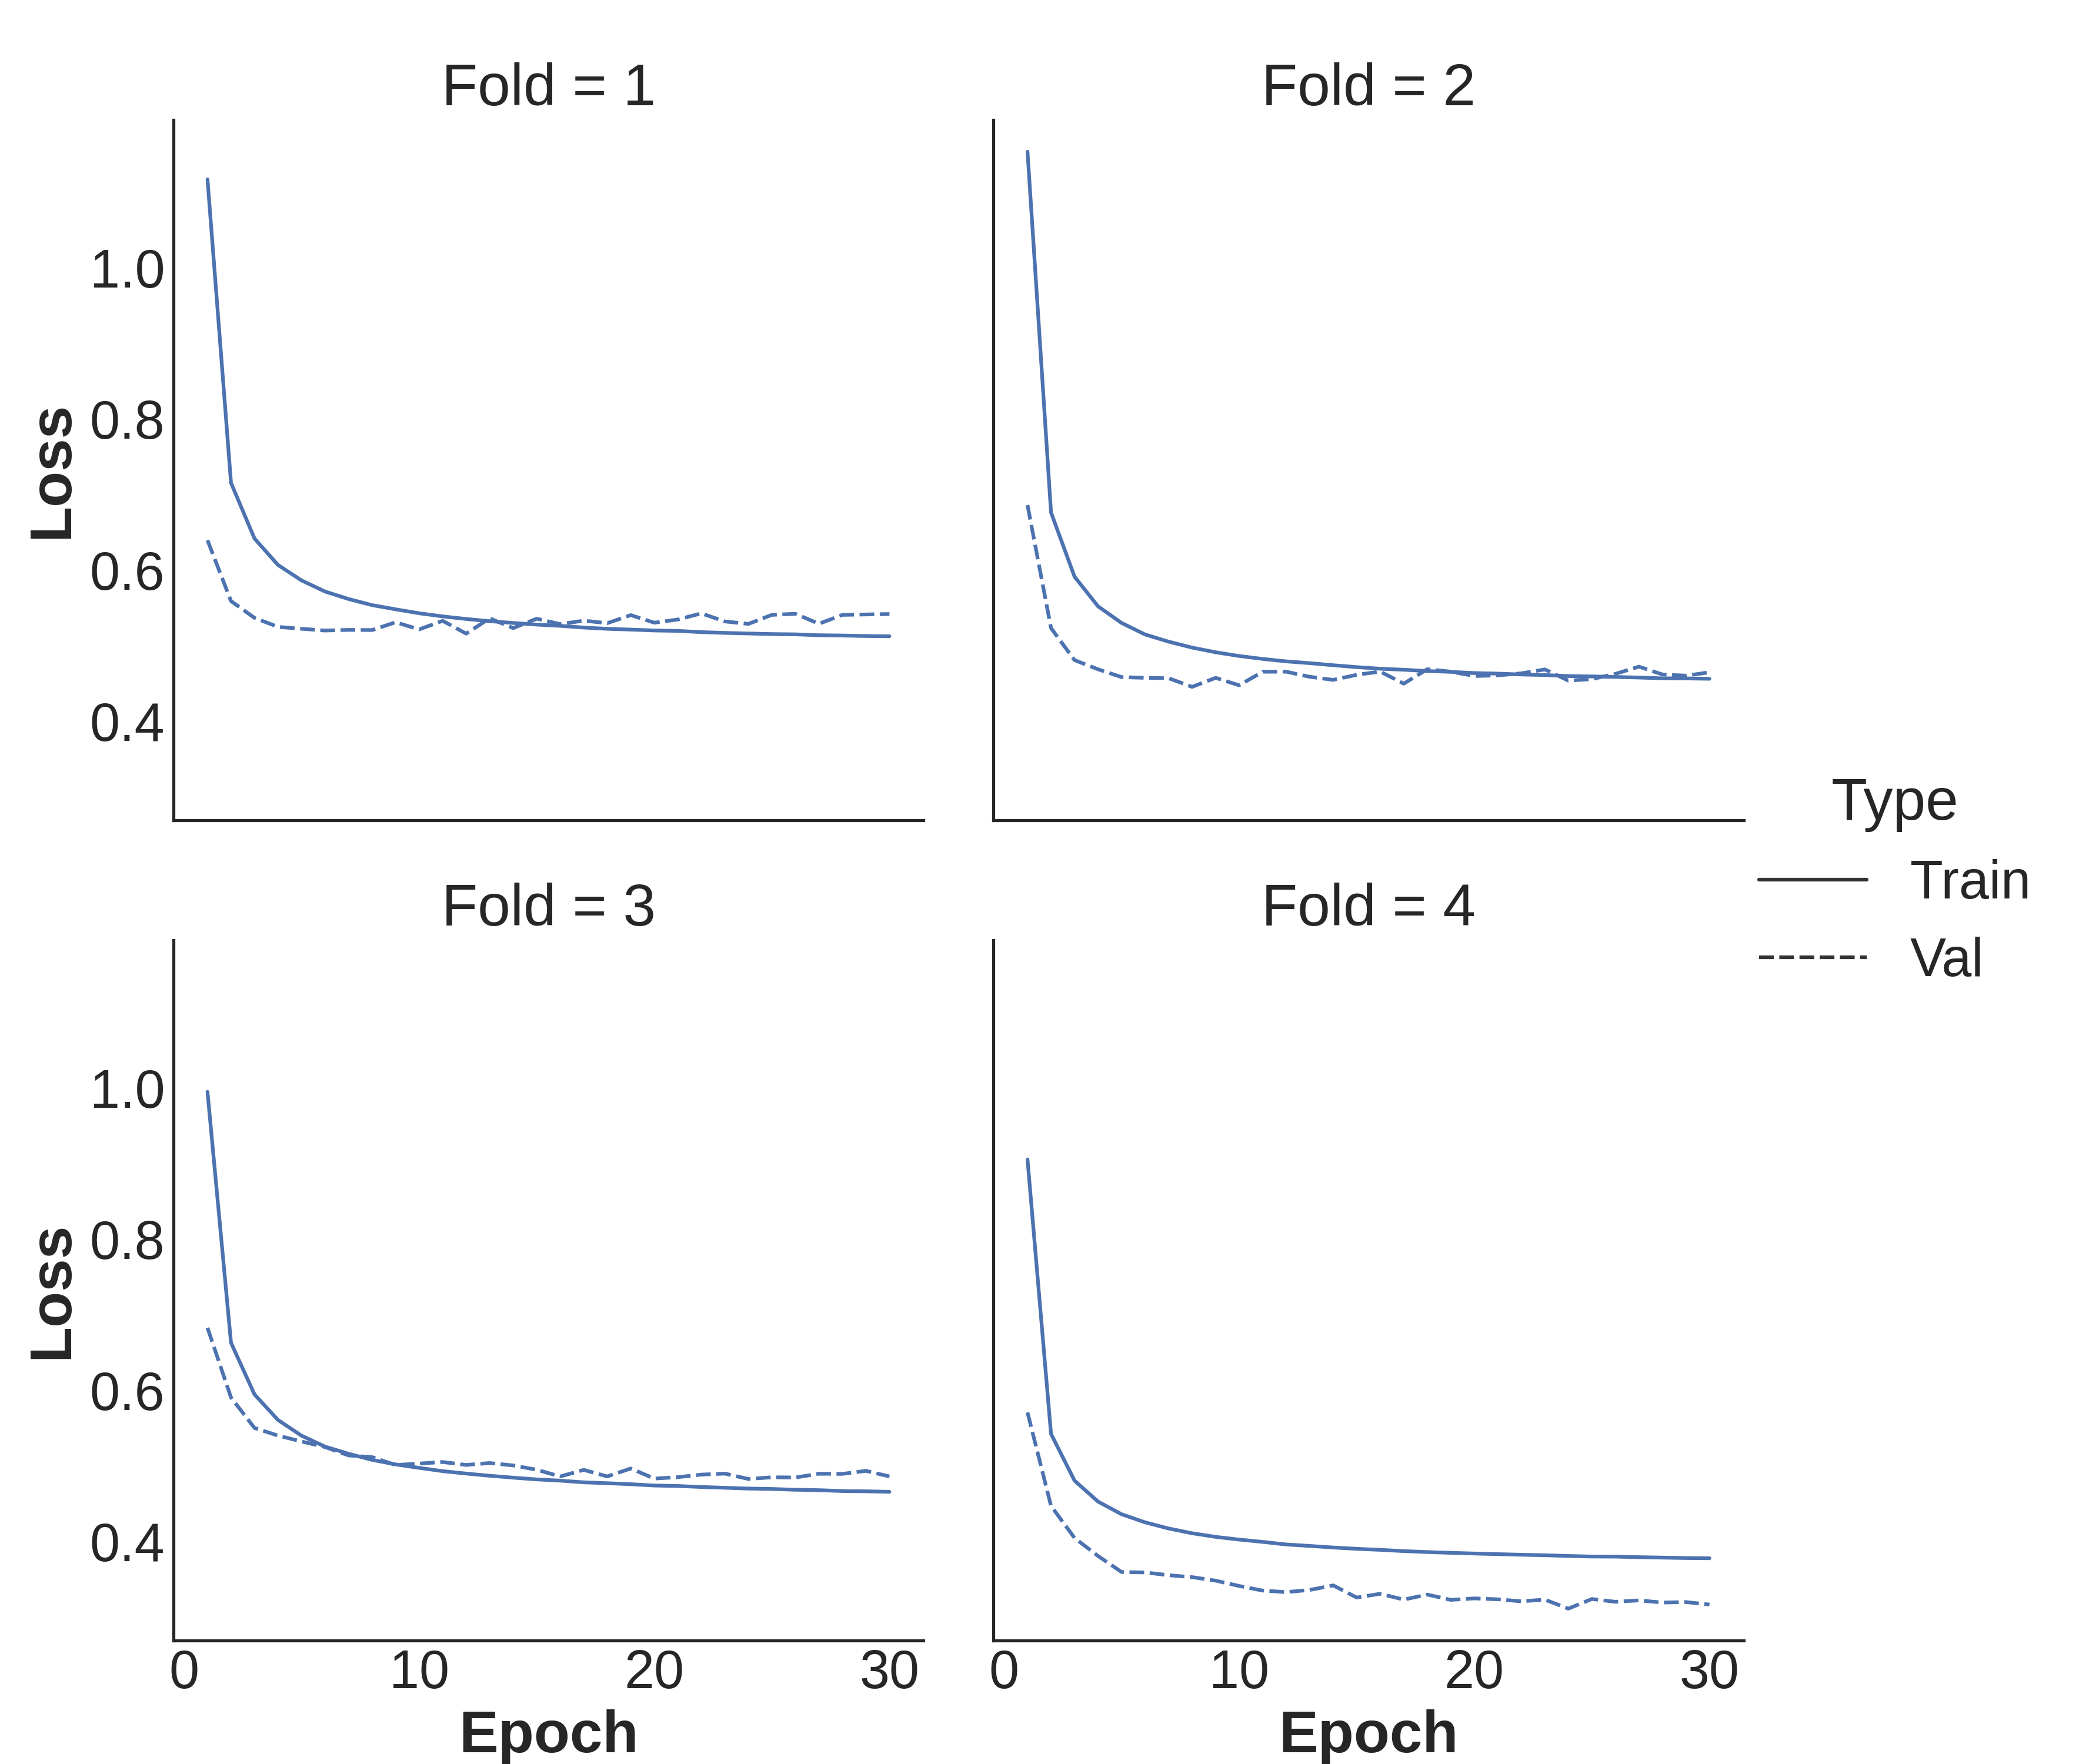 Fold = 1
Fold = 2
1.0
0.8
0.6
0.4
Loss
Type
Train
Val
Fold = 3
Fold = 4
1.0
0.8
0.6
0.4
Loss
0 10 20 30
0 10 20 30
Epoch
Epoch